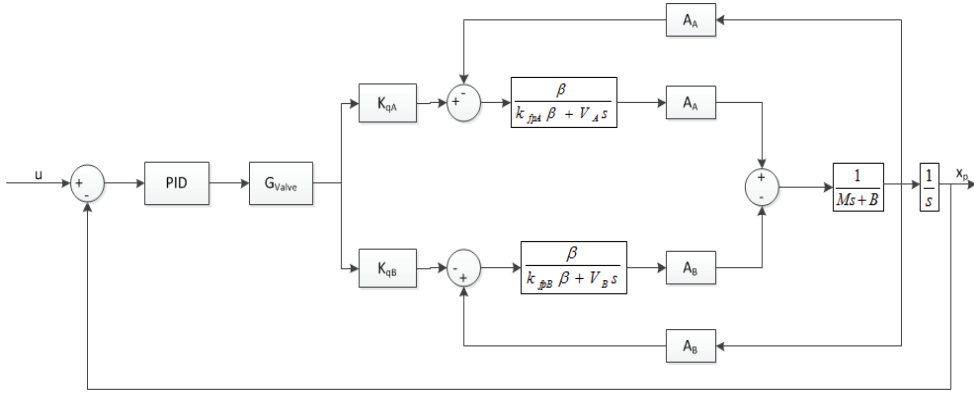 A_A
K_qA
+ -
β
k_fpA β + V_A s
A_A
u
+
-
PID
G_Valve
+
-
1
Ms + B
1
s
x_p
K_qB
-
+
β
k_fpB β + V_B s
A_B
A_B